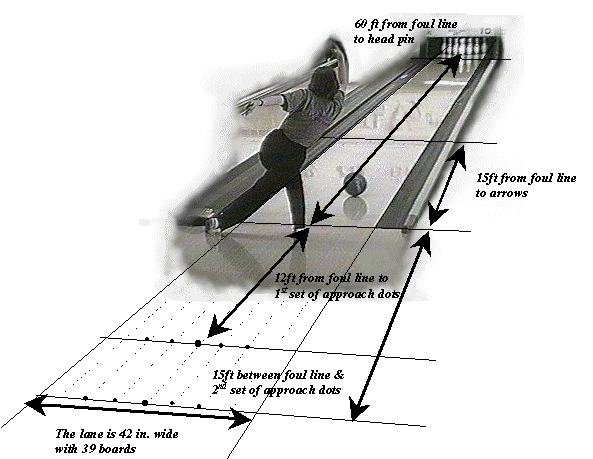 60 ft from foul line
to head pin
10
15ft from foul line
to arrows
12ft from foul line to
1st set of approach dots
15ft between foul line &
2nd set of approach dots
The lane is 42 in. wide
with 39 boards